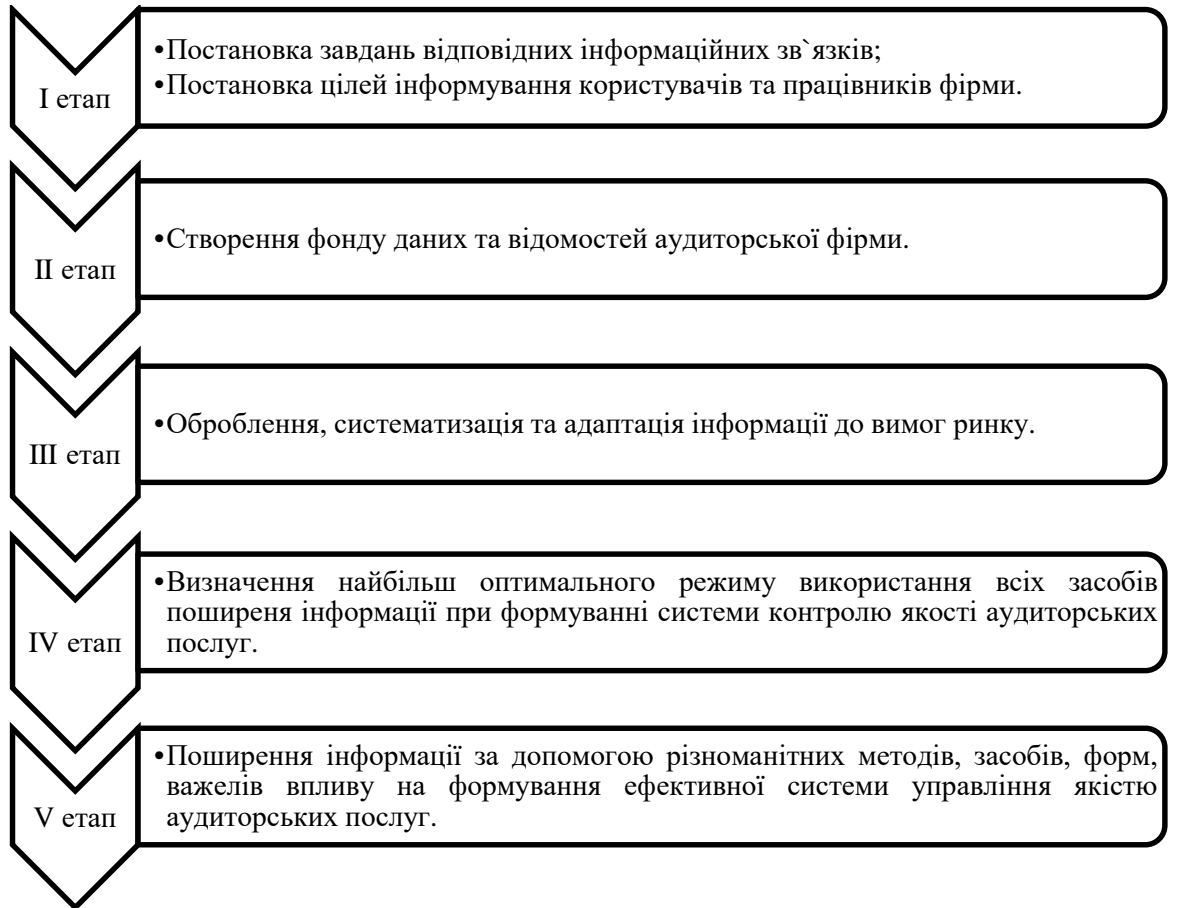 •Постановка завдань відповідних інформаційних зв`язків;
•Постановка цілей інформування користувачів та працівників фірми.
І етап
•Створення фонду даних та відомостей аудиторської фірми.
ІІ етап
•Оброблення, систематизація та адаптація інформації до вимог ринку.
ІІІ етап
•Визначення найбільш оптимального режиму використання всіх засобів
поширеня інформації при формуванні системи контролю якості аудиторських
послуг.
IV етап
•Поширення інформації за допомогою різноманітних методів, засобів, форм,
важелів впливу на формування ефективної системи управління якістю
аудиторських послуг.
V етап